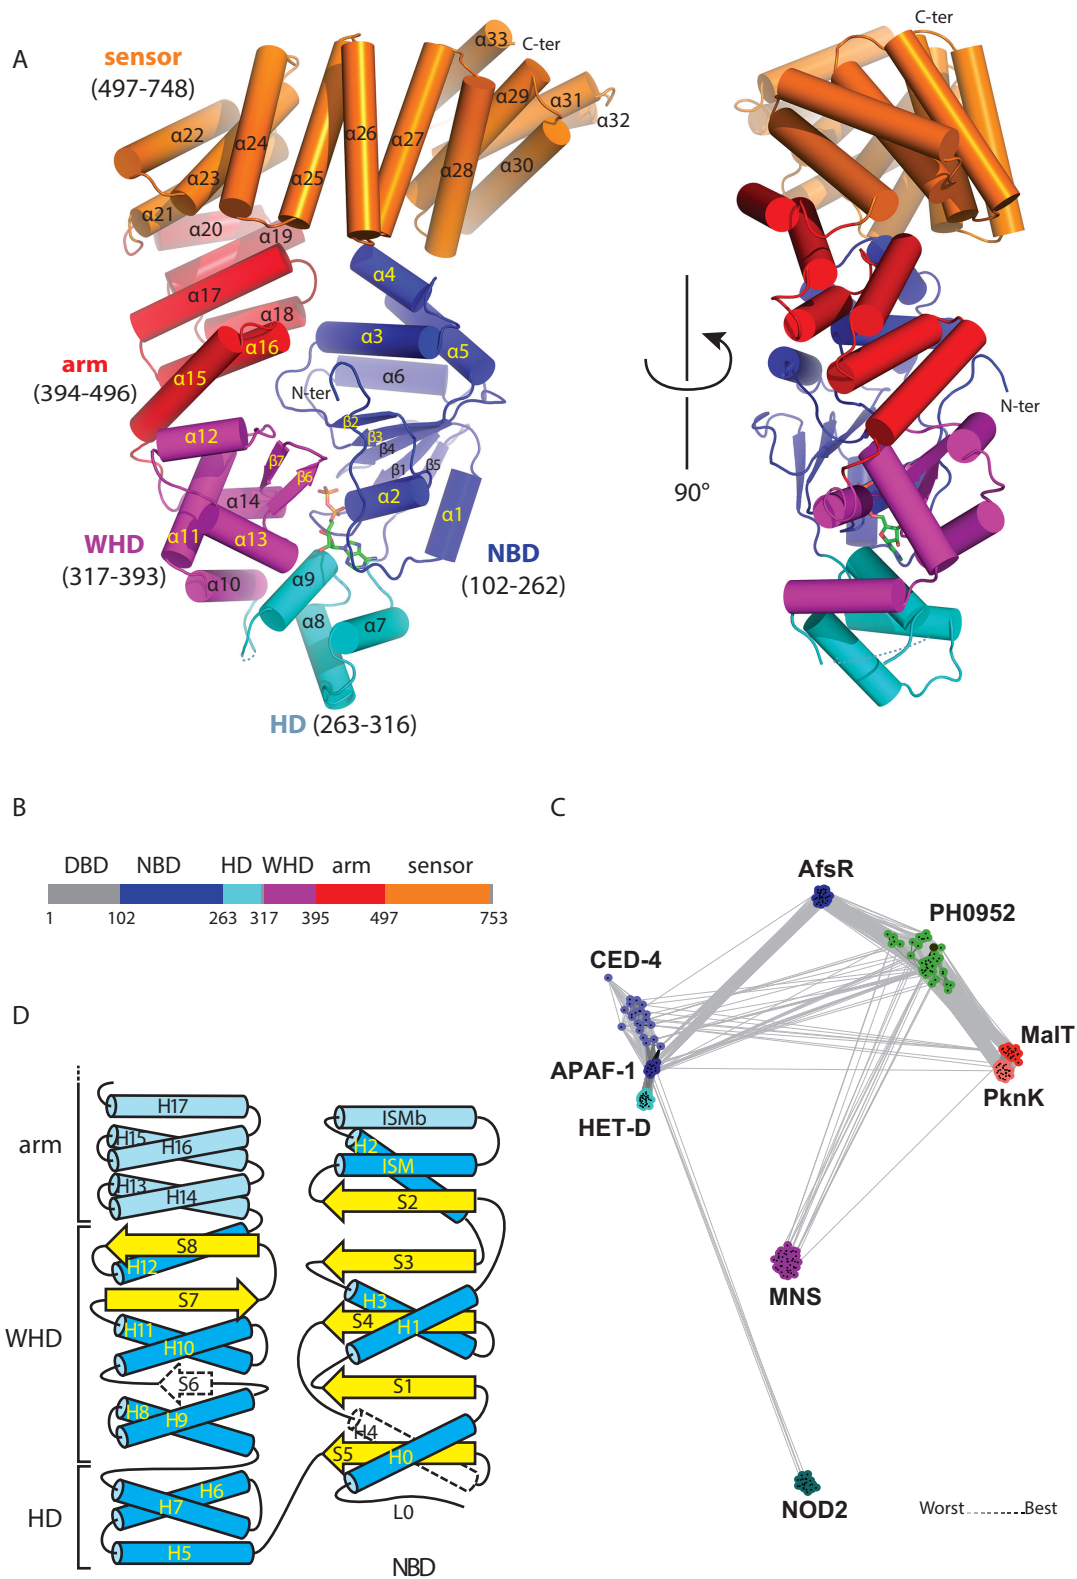 A
sensor
(497-748)
α33
C-ter
α29
α31
α32
α22
α24
α26
α27
α28
α30
α23
α25
α21
α20
α19
α17
α18
α16
α15
arm
(394-496)
α4
α3
α5
α6
N-ter
β2
β3
β4
β1
β5
α12
β7
β6
α14
α2
α1
α11
α13
WHD
(317-393)
α10
α9
NBD
(102-262)
α8
α7
HD (263-316)
90°
C-ter
N-ter
B
DBD NBD HD WHD arm sensor
1 102 263 317 395 497 753
C
AfsR
PH0952
CED-4
APAF-1
HET-D
MalT
PknK
MNS
NOD2
Worst Best
D
arm
H17
H15
H16
H13
H14
WHD
S8
H12
S7
H11
H10
S6
H8
H9
HD
H6
H7
H5
ISMb
H2
ISM
S2
S3
H3
S4
H1
S1
H4
S5
H0
L0
NBD